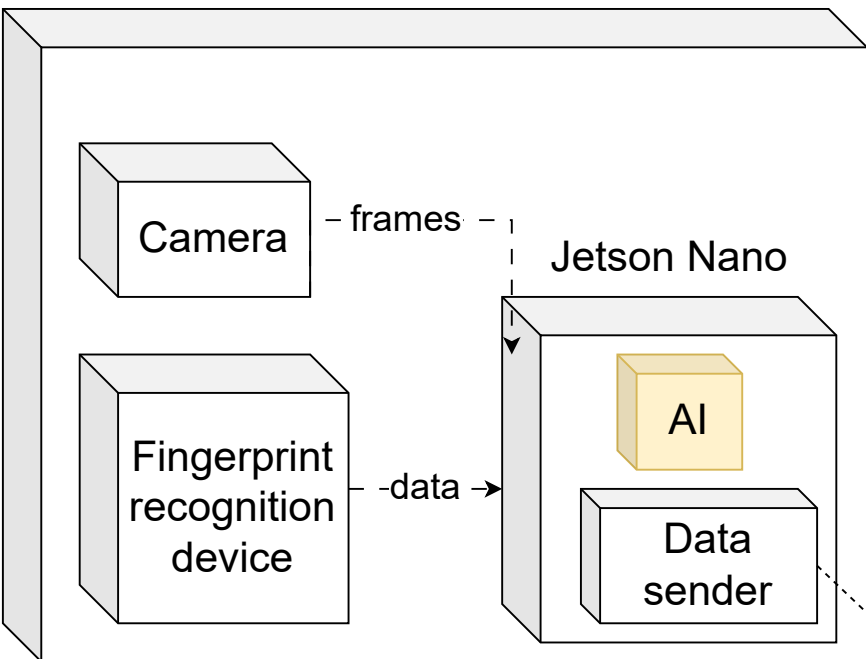 Camera
frames
Jetson Nano
AI
Fingerprint
recognition
device
data
Data
sender